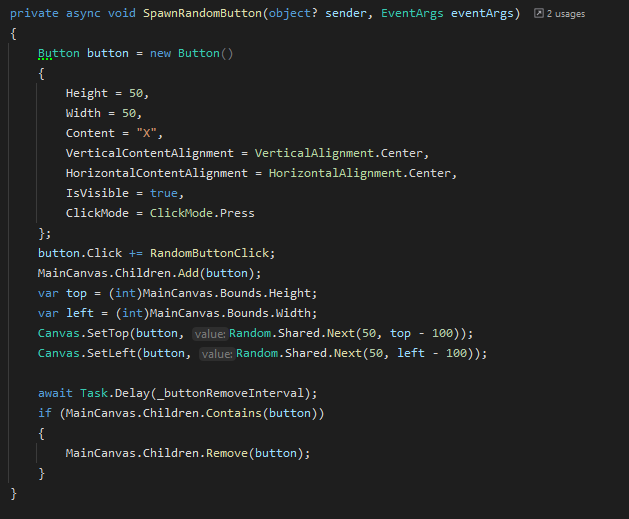 private async void SpawnRandomButton(object? sender, EventArgs eventArgs) 2 usages
{
    Button button = new Button()
    {
        Height = 50,
        Width = 50,
        Content = "X",
        VerticalContentAlignment = VerticalAlignment.Center,
        HorizontalContentAlignment = HorizontalAlignment.Center,
        IsVisible = true,
        ClickMode = ClickMode.Press
    };
    button.Click += RandomButtonClick;
    MainCanvas.Children.Add(button);
    var top = (int)MainCanvas.Bounds.Height;
    var left = (int)MainCanvas.Bounds.Width;
    Canvas.SetTop(button, value: Random.Shared.Next(50, top - 100));
    Canvas.SetLeft(button, value: Random.Shared.Next(50, left - 100));

    await Task.Delay(_buttonRemoveInterval);
    if (MainCanvas.Children.Contains(button))
    {
        MainCanvas.Children.Remove(button);
    }
}